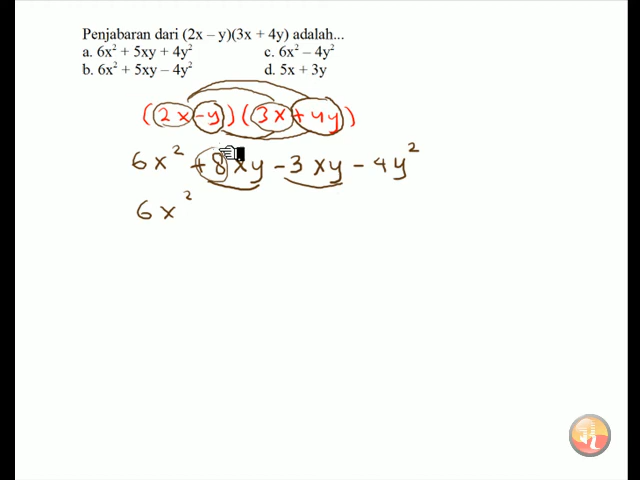 Penjabaran dari (2x – y)(3x + 4y) adalah...
a. 6x² + 5xy + 4y² c. 6x² – 4y²
b. 6x² + 5xy – 4y² d. 5x + 3y
((2x-y))(3x+4y)
6x² +8xy -3xy -4y²
6x²